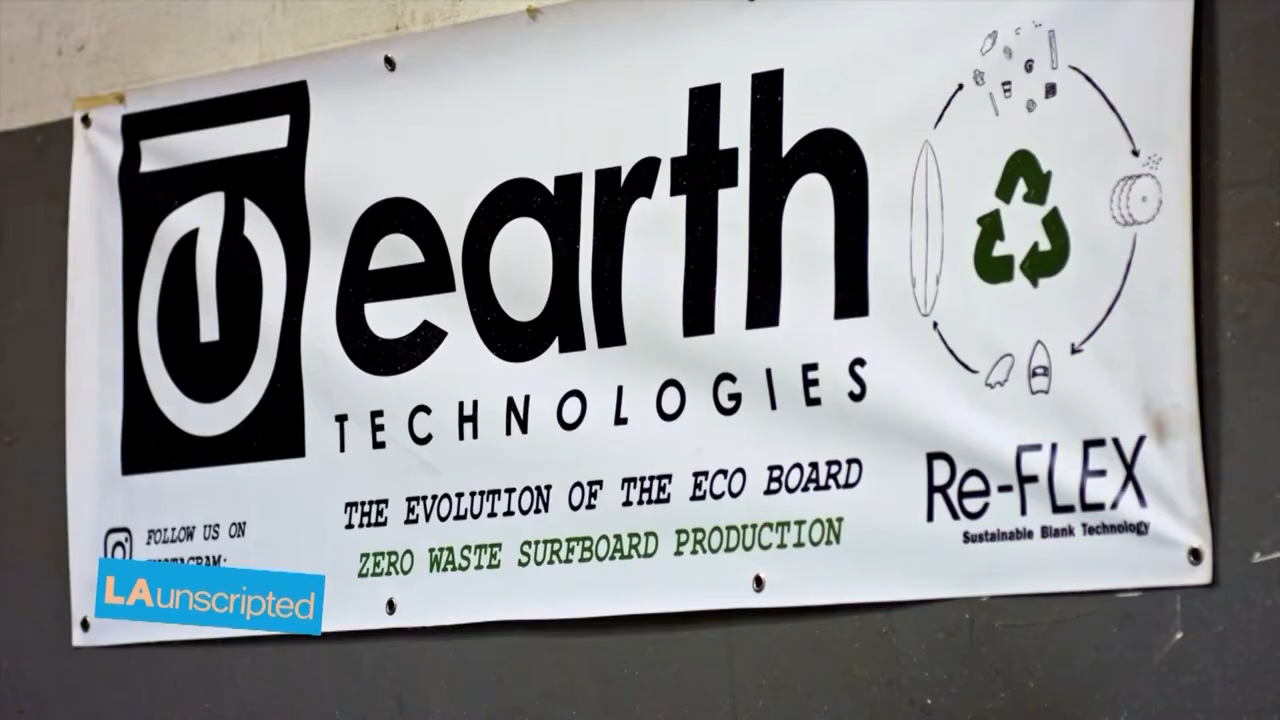 earth
TECHNOLOGIES
THE EVOLUTION OF THE ECO BOARD
ZERO WASTE SURFBOARD PRODUCTION
FOLLOW US ON
INSTAGRAM:
LAunscripted
Re-FLEX
Sustainable Blank Technology